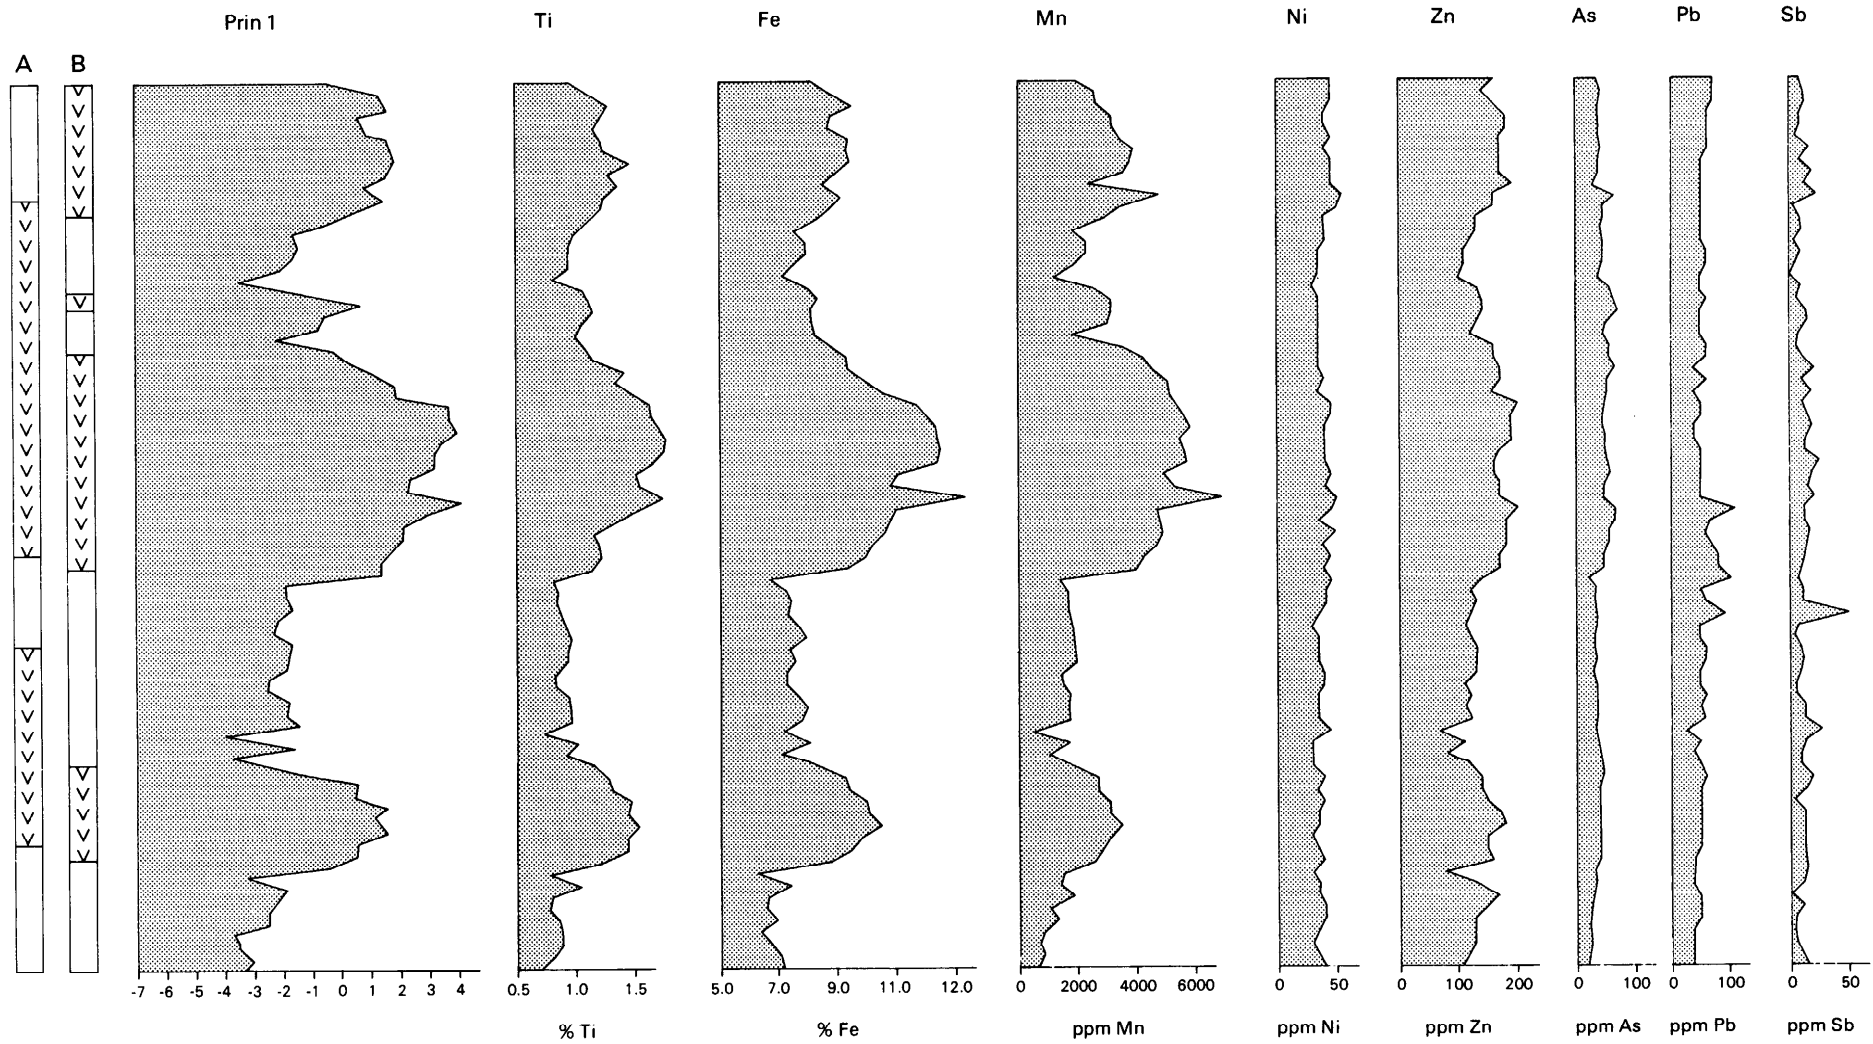 Prin 1 Ti Fe Mn Ni Zn As Pb Sb
A B
-7 -6 -5 -4 -3 -2 -1 0 1 2 3 4 0.5 1.0 1.5 5.0 7.0 9.0 11.0 12.0 0 2000 4000 6000 0 50 0 100 200 0 100 0 100 0 50
% Ti % Fe ppm Mn ppm Ni ppm Zn ppm As ppm Pb ppm Sb